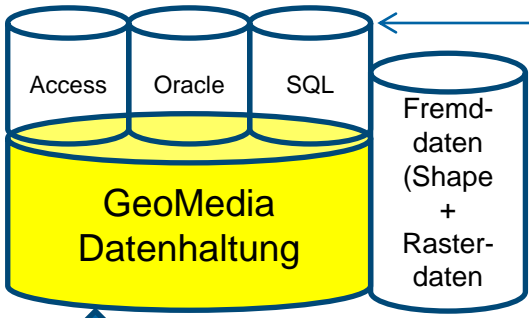 Access
Oracle
SQL
GeoMedia
Datenhaltung
Fremd-
daten
(Shape
+
Raster-
daten